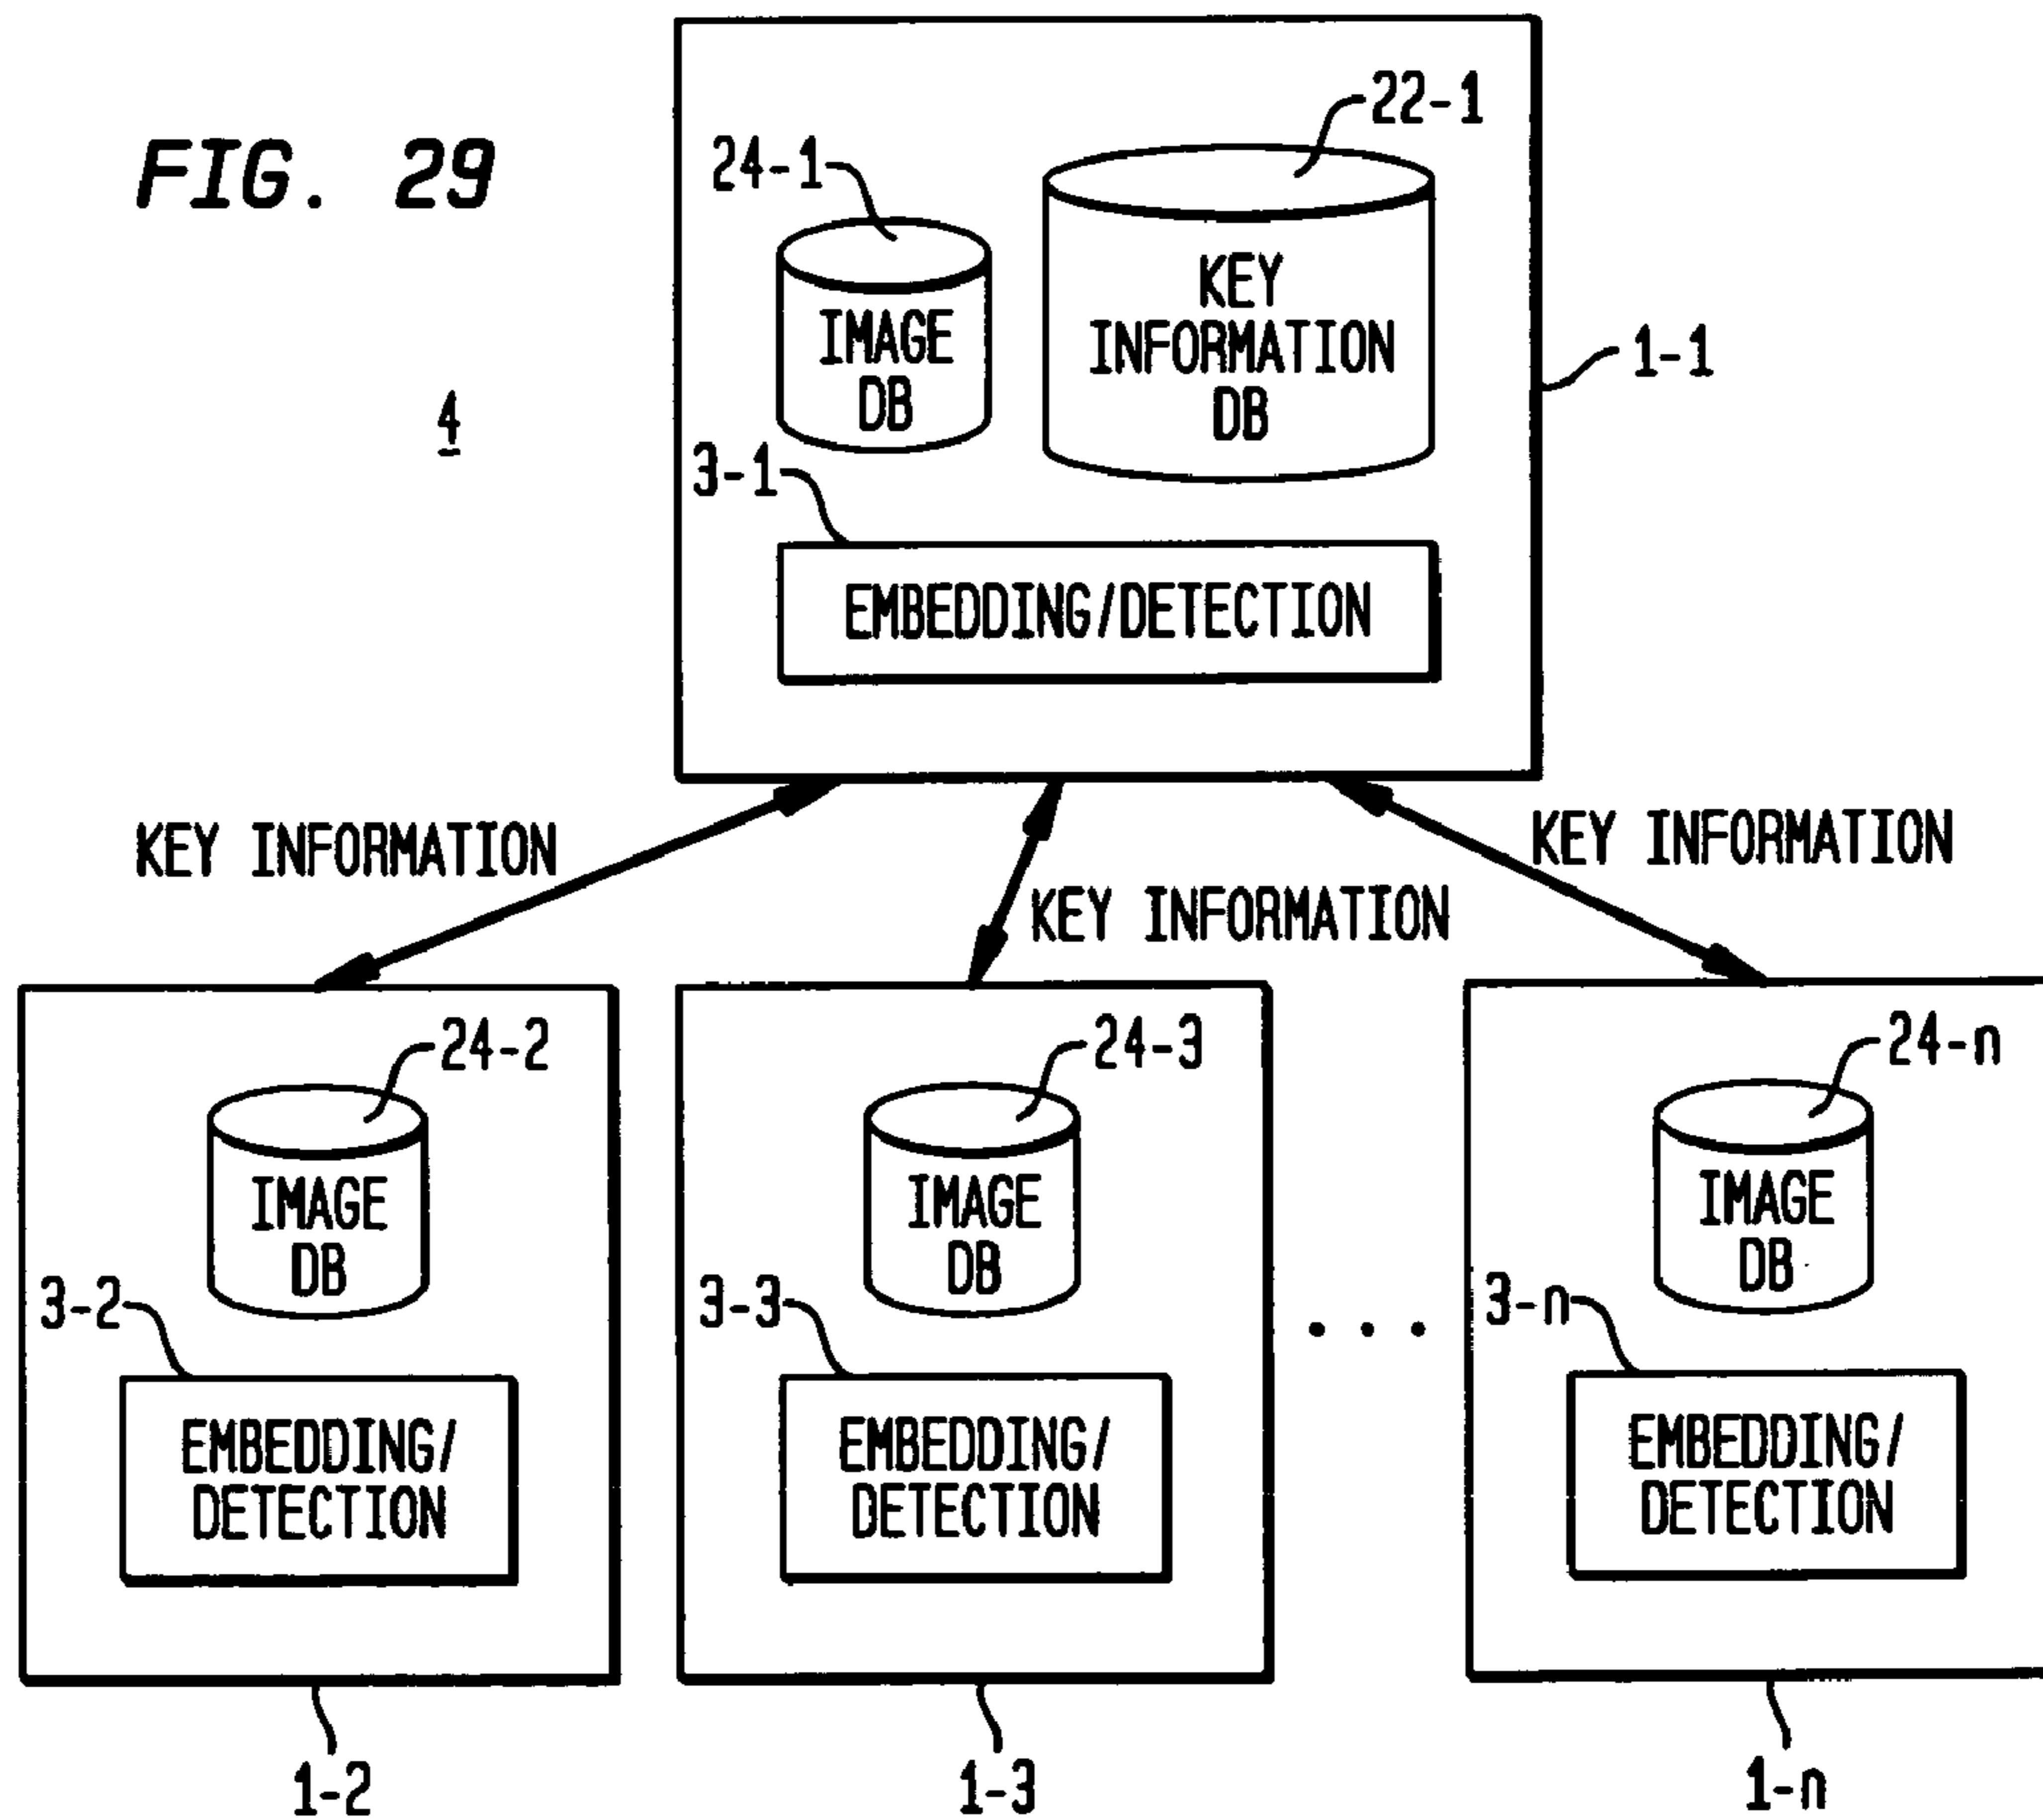 FIG. 29
4
22-1
24-1
KEY
INFORMATION
DB
IMAGE
DB
1-1
3-1
EMBEDDING/DETECTION
KEY INFORMATION
KEY INFORMATION
KEY INFORMATION
24-2
IMAGE
DB
3-2
EMBEDDING/
DETECTION
1-2
24-3
IMAGE
DB
3-3
EMBEDDING/
DETECTION
1-3
. . .
24-n
IMAGE
DB
3-n
EMBEDDING/
DETECTION
1-n